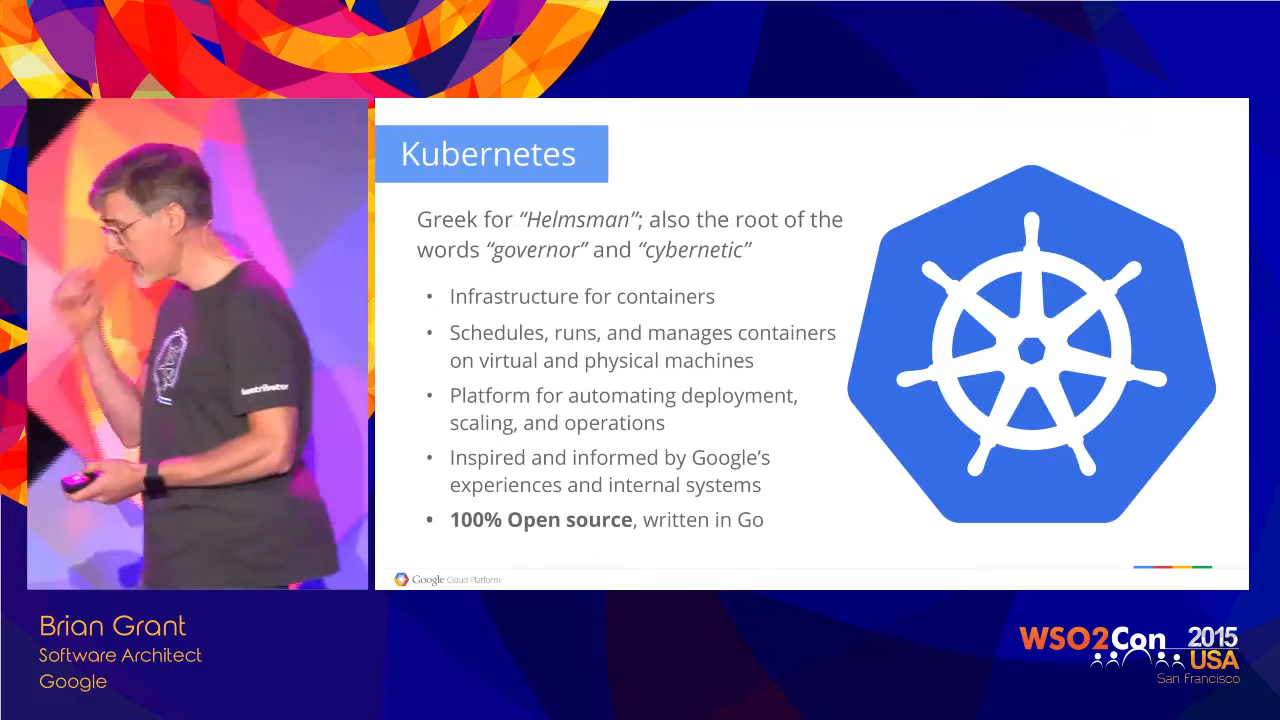 Kubernetes
Greek for “Helmsman”; also the root of the
words “governor” and “cybernetic”
• Infrastructure for containers
• Schedules, runs, and manages containers
on virtual and physical machines
• Platform for automating deployment,
scaling, and operations
• Inspired and informed by Google’s
experiences and internal systems
• 100% Open source, written in Go
Google Cloud Platform
contributor
Brian Grant
Software Architect
Google
WSO2Con 2015
USA
San Francisco